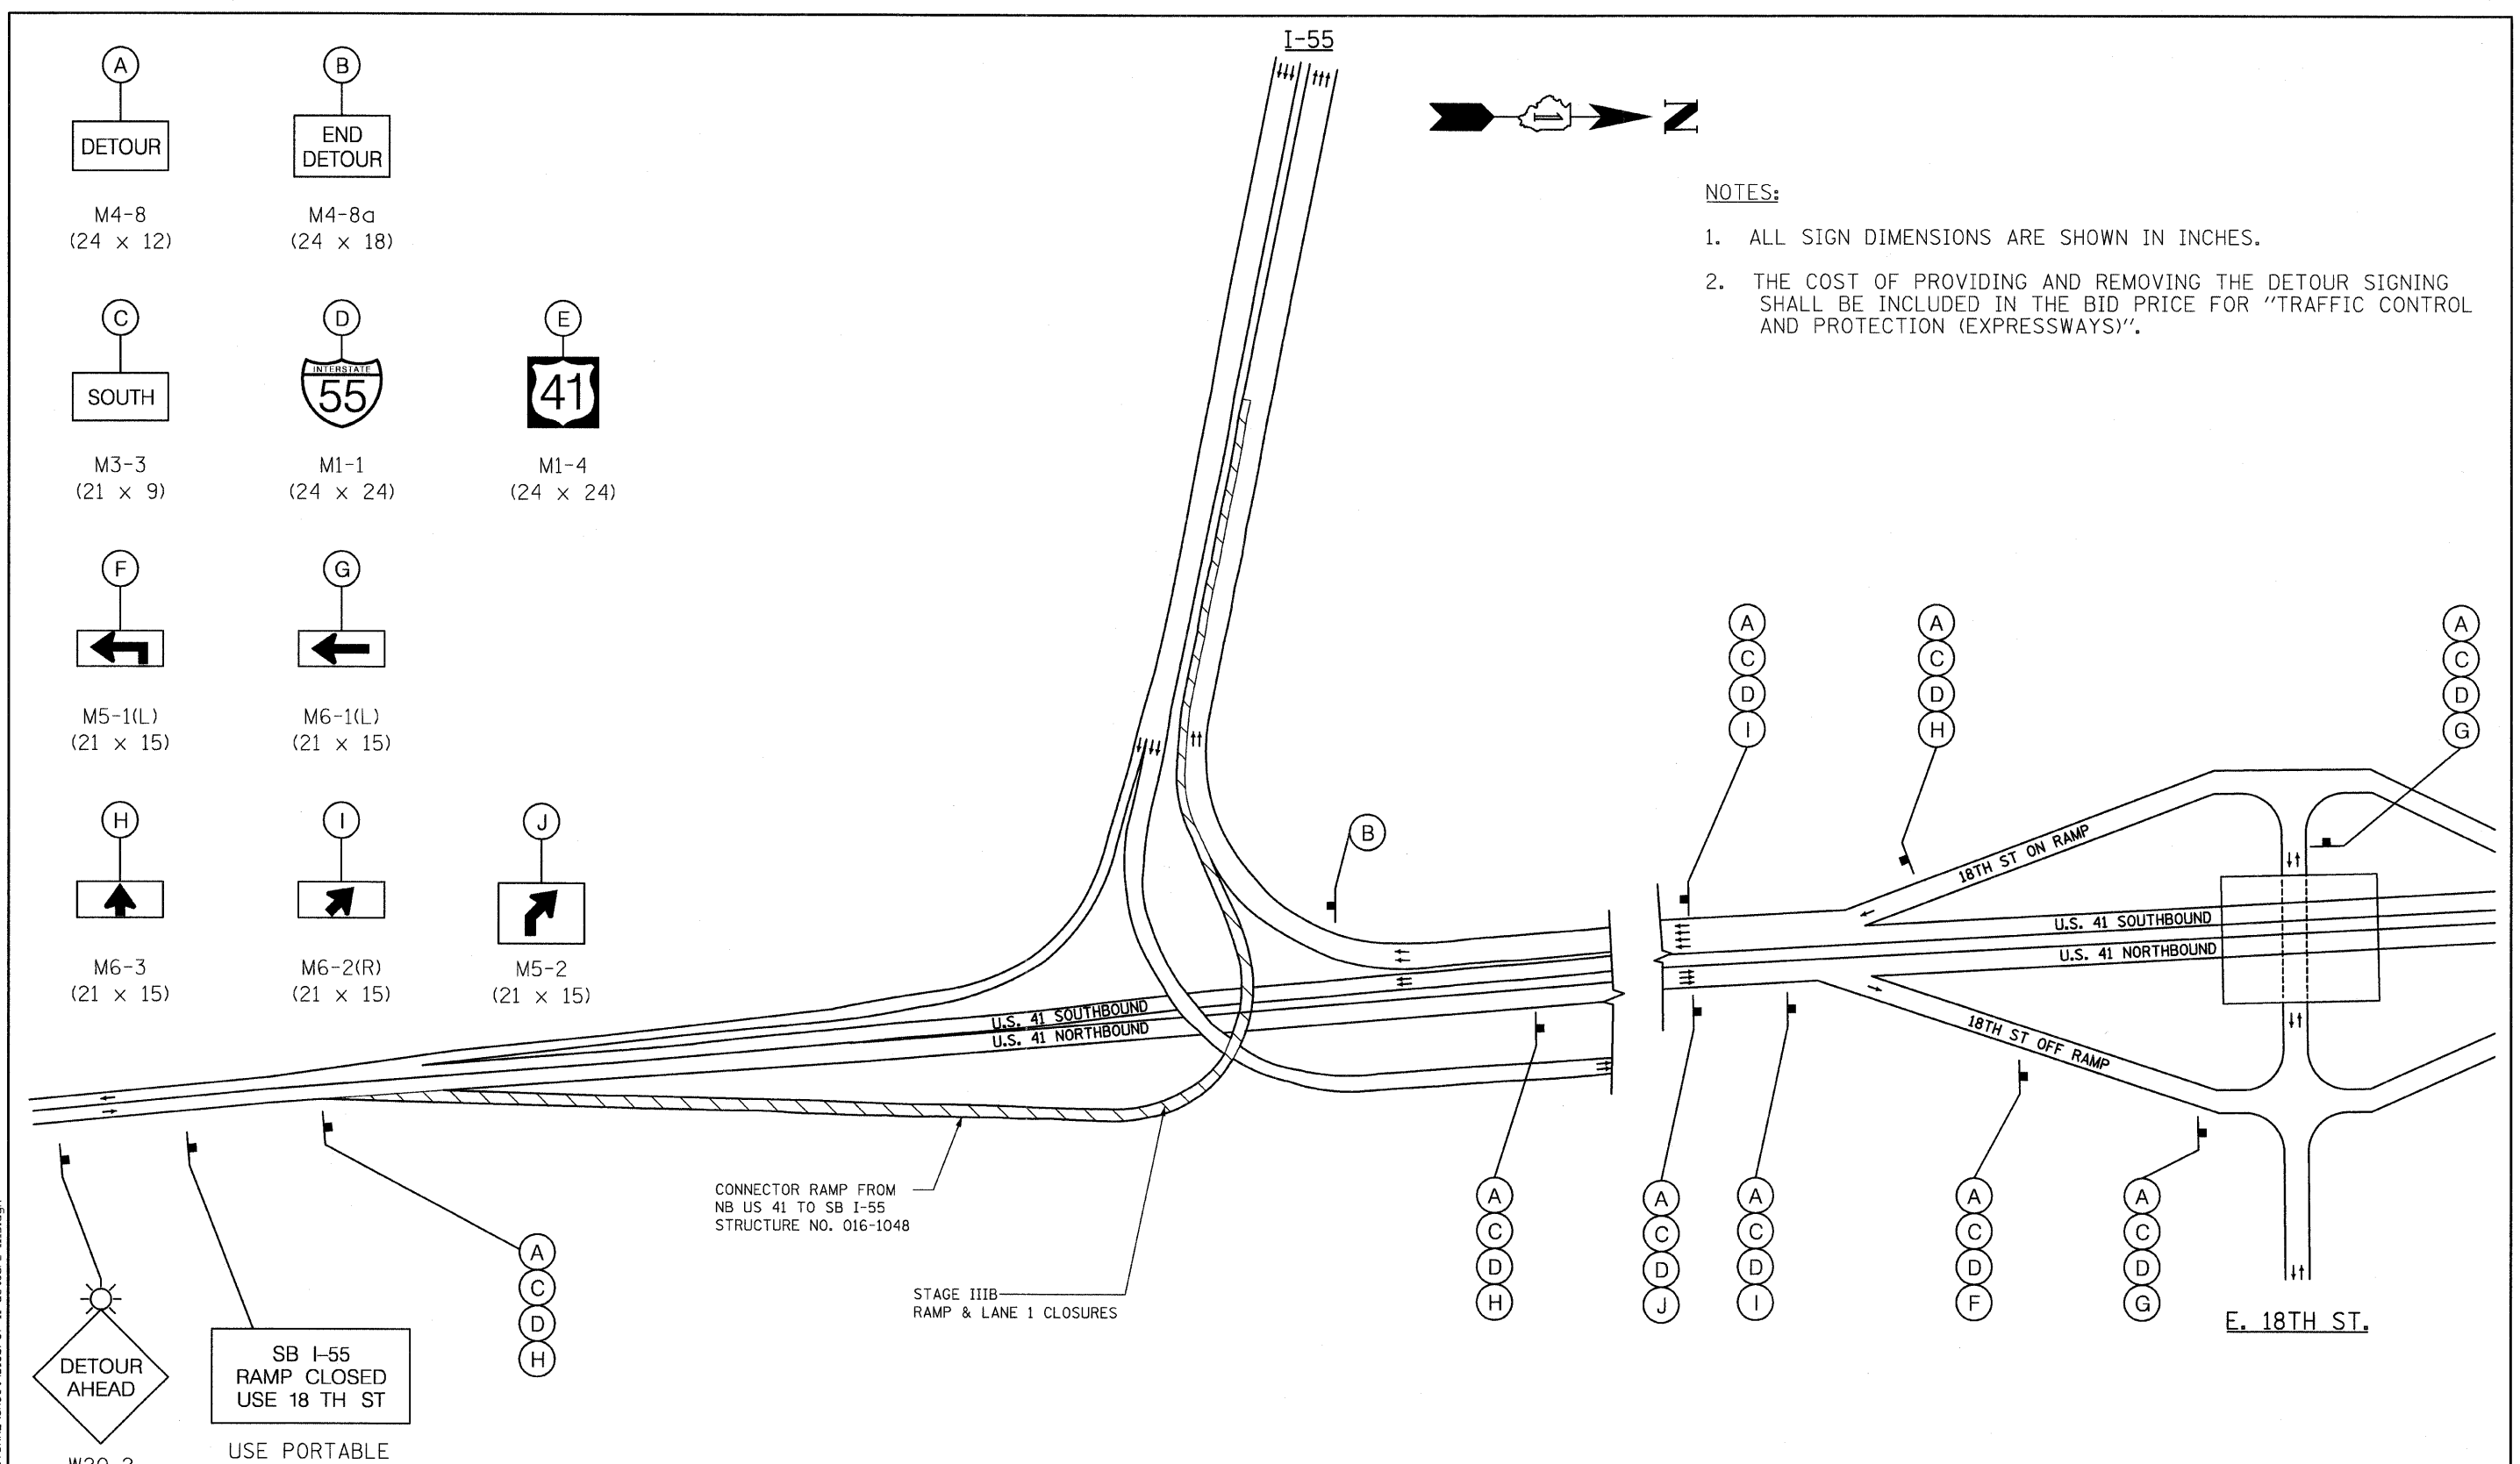 I-55
A
DETOUR
M4-8
(24 x 12)
B
END
DETOUR
M4-8a
(24 x 18)
C
SOUTH
M3-3
(21 x 9)
D
INTERSTATE
55
M1-1
(24 x 24)
E
41
M1-4
(24 x 24)
F
M5-1(L)
(21 x 15)
G
M6-1(L)
(21 x 15)
H
M6-3
(21 x 15)
I
M6-2(R)
(21 x 15)
J
M5-2
(21 x 15)
1
N
NOTES:
1. ALL SIGN DIMENSIONS ARE SHOWN IN INCHES.
2. THE COST OF PROVIDING AND REMOVING THE DETOUR SIGNING
SHALL BE INCLUDED IN THE BID PRICE FOR "TRAFFIC CONTROL
AND PROTECTION (EXPRESSWAYS)".
A
C
D
I
A
C
D
H
A
C
D
G
B
18TH ST ON RAMP
U.S. 41 SOUTHBOUND
U.S. 41 NORTHBOUND
18TH ST OFF RAMP
U.S. 41 SOUTHBOUND
U.S. 41 NORTHBOUND
CONNECTOR RAMP FROM
NB US 41 TO SB I-55
STRUCTURE NO. 016-1048
STAGE IIIB
RAMP & LANE 1 CLOSURES
A
C
D
H
A
C
D
H
A
C
D
J
A
C
D
I
A
C
D
F
A
C
D
G
E. 18TH ST.
DETOUR
AHEAD
SB I-55
RAMP CLOSED
USE 18 TH ST
USE PORTABLE